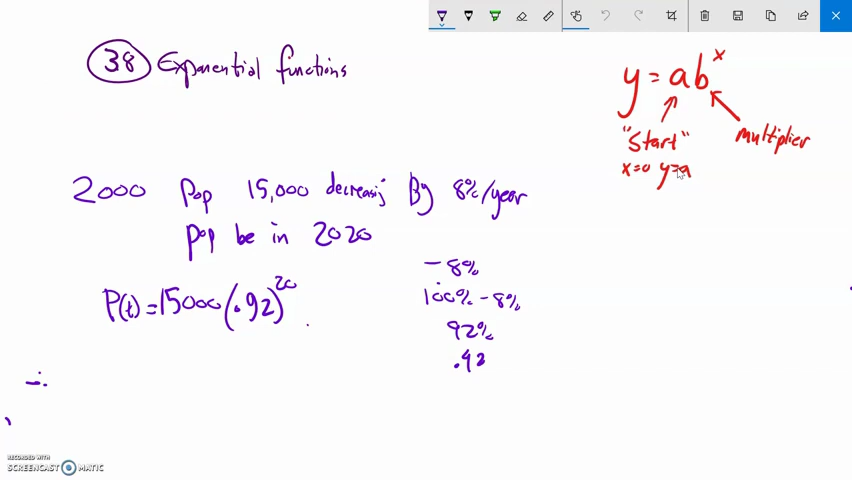 38 Exponential functions
y = ab^x
"Start"
multiplier
x=0 y=a
2000 Pop 15,000 decreasing By 8%/year
pop be in 2020
P(t)=15000(.92)^20
-8%
100% - 8%
92%
.92
RECORDED WITH
SCREENCAST MATIC